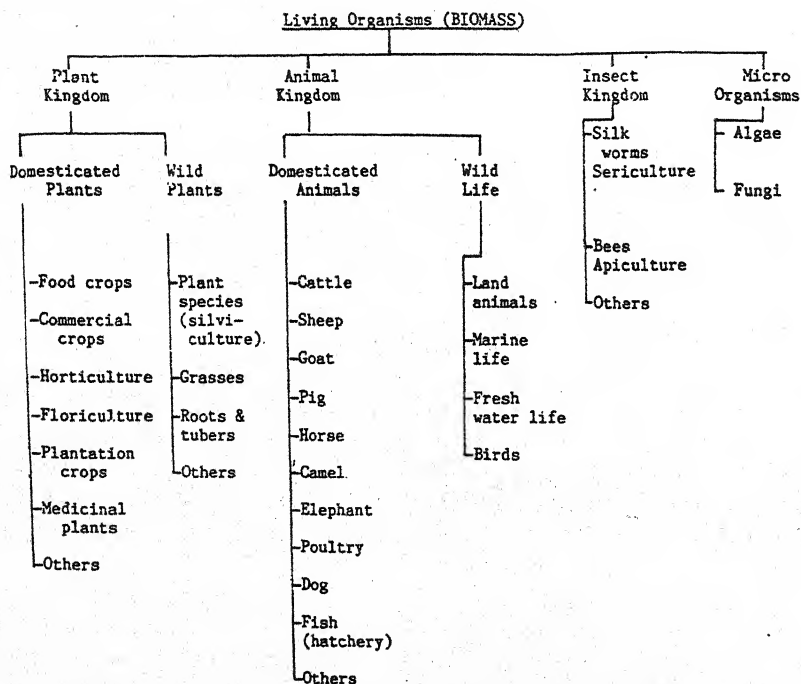 Living Organisms (BIOMASS)
Plant
Kingdom
Domesticated
Plants
-Food crops
-Commercial
crops
-Horticulture
-Floriculture
-Plantation
crops
-Medicinal
plants
-Others
Wild
Plants
-Plant
species
(silvi-
culture).
-Grasses
-Roots &
tubers
-Others
Animal
Kingdom
Domesticated
Animals
-Cattle
-Sheep
-Goat
-Pig
-Horse
-Camel
-Elephant
-Poultry
-Dog
-Fish
(hatchery)
-Others
Wild
Life
-Land
animals
-Marine
life
-Fresh
water life
-Birds
Insect
Kingdom
-Silk
worms
Sericulture
-Bees
Apiculture
-Others
Micro
Organisms
- Algae
- Fungi